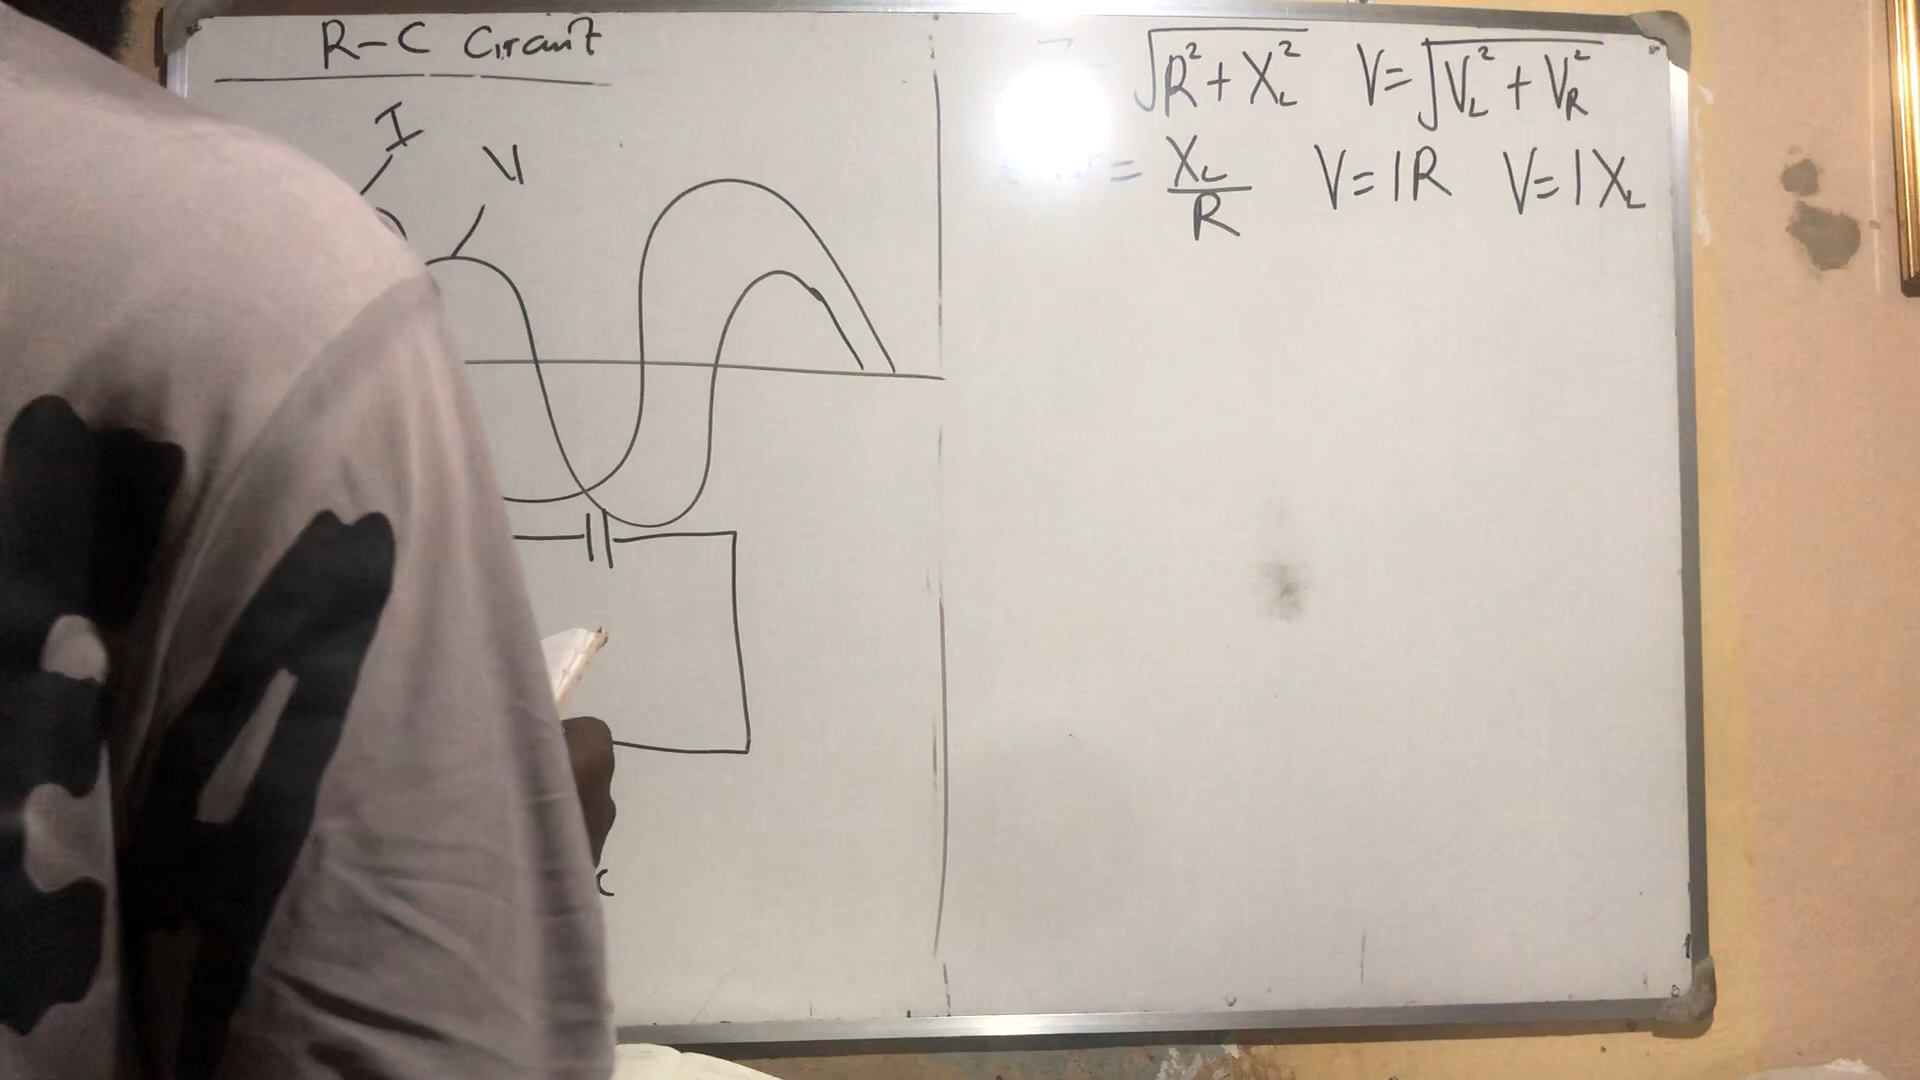 R-C Circuit
I
V
C
√R²+X_L² V=√V_L²+V_R²
= X_L/R V=IR V=IX_L